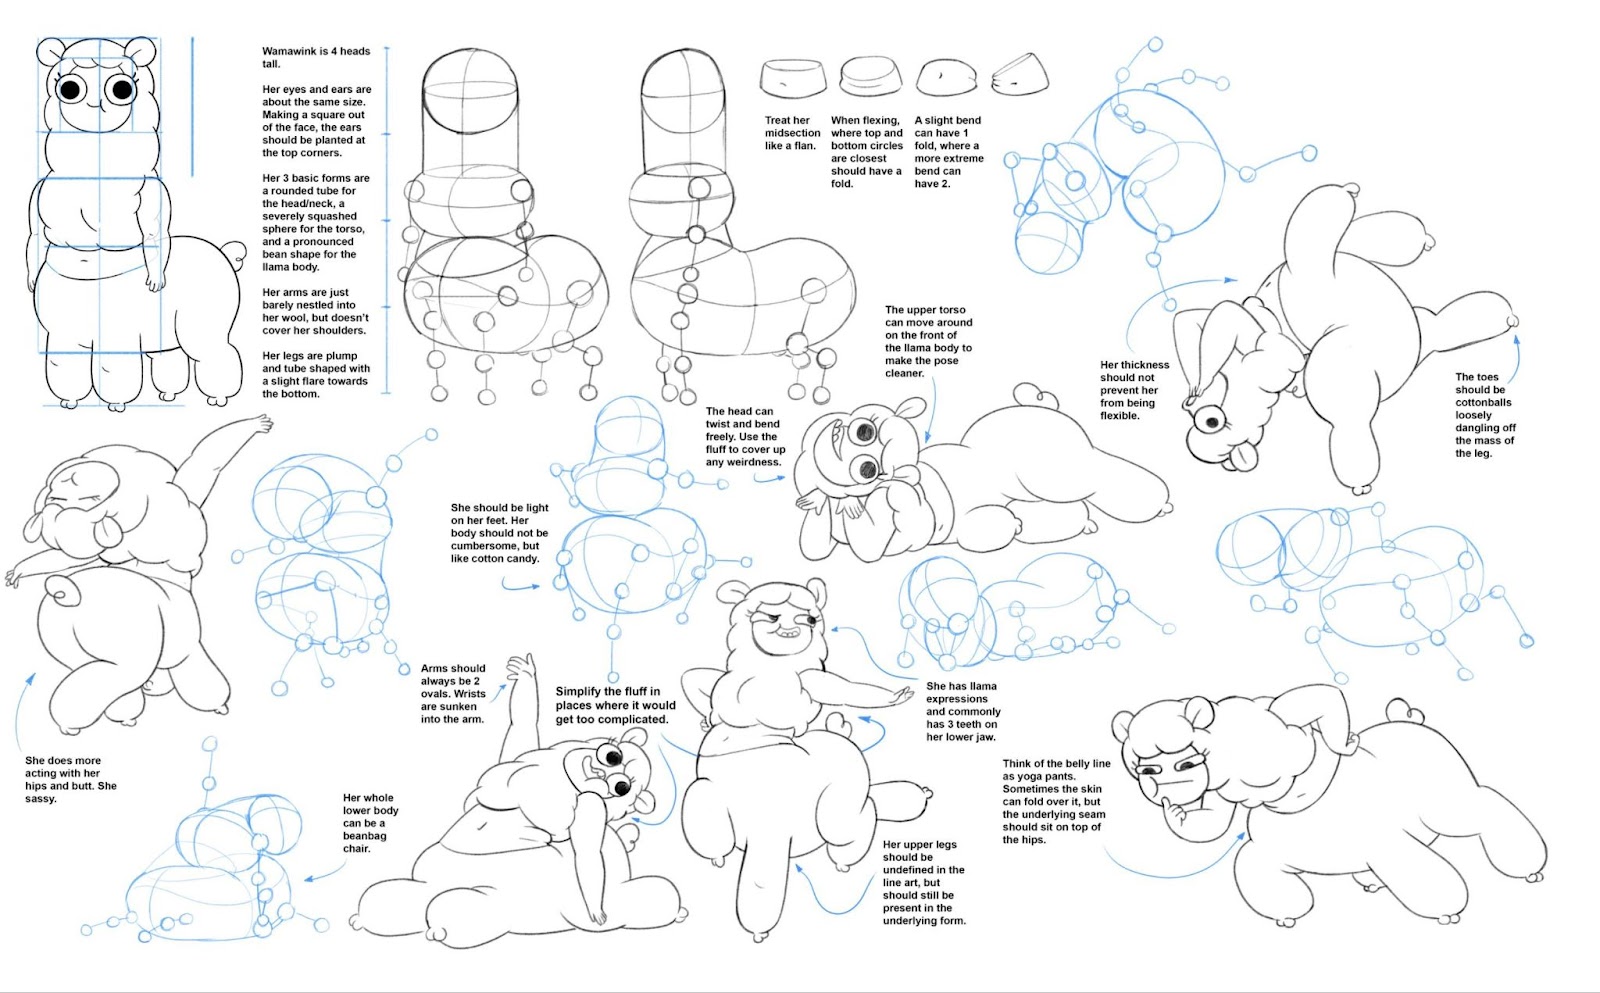 Wamawink is 4 heads
tall.
Her eyes and ears are
about the same size.
Making a square out
of the face, the ears
should be planted at
the top corners.
Her 3 basic forms are
a rounded tube for
the head/neck, a
severely squashed
sphere for the torso,
and a pronounced
bean shape for the
llama body.
Her arms are just
barely nestled into
her wool, but doesn't
cover her shoulders.
Her legs are plump
and tube shaped with
a slight flare towards
the bottom.
Treat her
midsection
like a flan.
When flexing,
where top and
bottom circles
are closest
should have a
fold.
A slight bend
can have 1
fold, where a
more extreme
bend can
have 2.
The upper torso
can move around
on the front of
the llama body to
make the pose
cleaner.
Her thickness
should not
prevent her
from being
flexible.
The toes
should be
cottonballs
loosely
dangling off
the mass of
the leg.
The head can
twist and bend
freely. Use the
fluff to cover up
any weirdness.
She should be light
on her feet. Her
body should not be
cumbersome, but
like cotton candy.
Arms should
always be 2
ovals. Wrists
are sunken
into the arm.
Simplify the fluff in
places where it would
get too complicated.
She has llama
expressions
and commonly
has 3 teeth on
her lower jaw.
She does more
acting with her
hips and butt. She
sassy.
Her whole
lower body
can be a
beanbag
chair.
Her upper legs
should be
undefined in the
line art, but
should still be
present in the
underlying form.
Think of the belly line
as yoga pants.
Sometimes the skin
can fold over it, but
the underlying seam
should sit on top of
the hips.